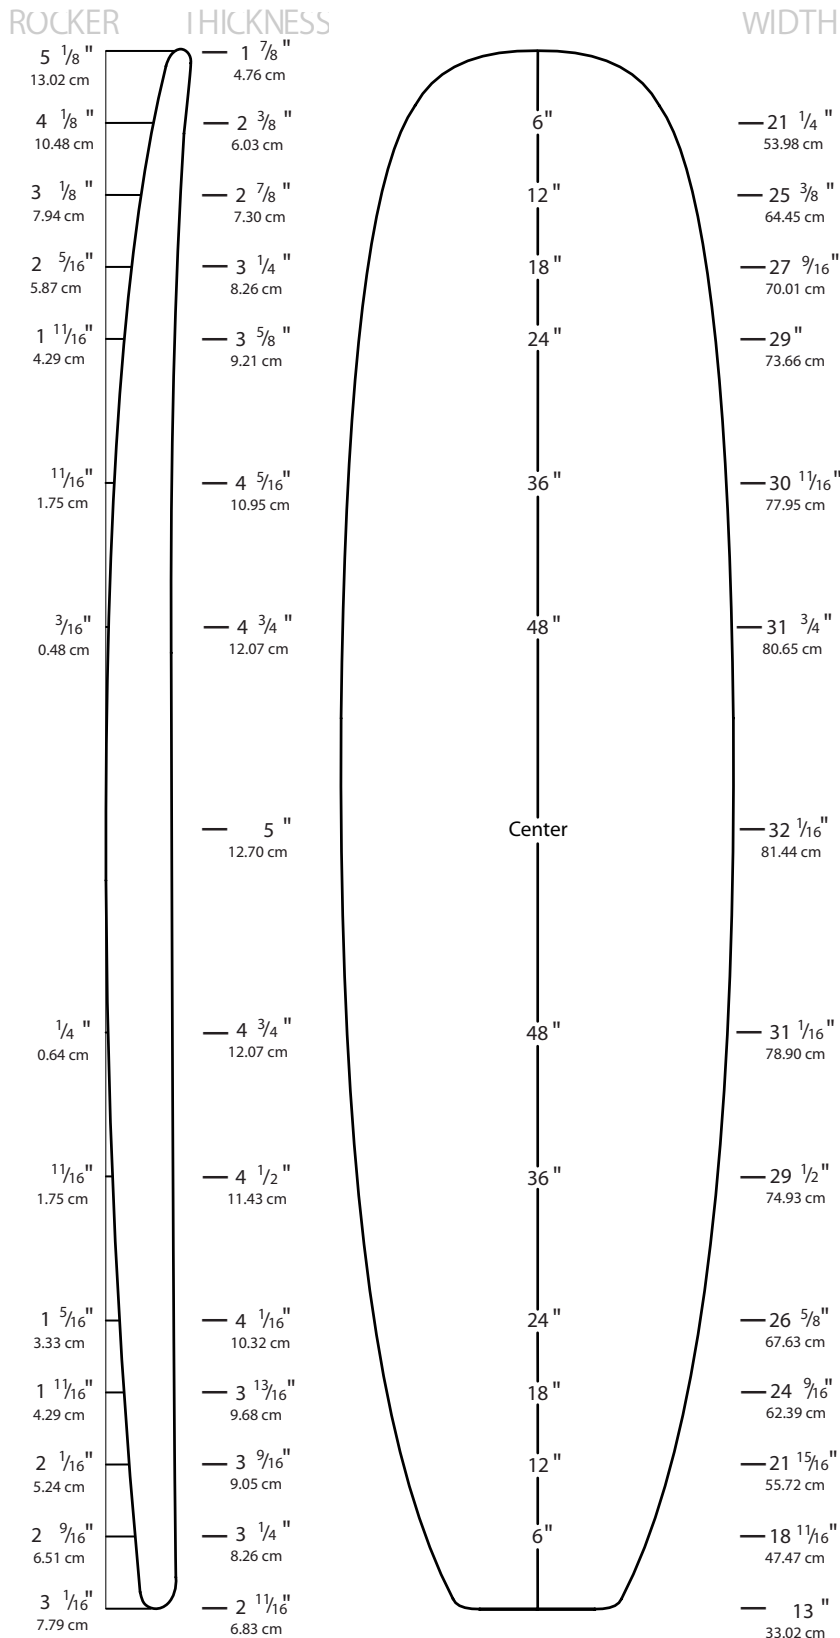 ROCKER THICKNESS WIDTH
5 1/8 " 1 7/8 "
13.02 cm 4.76 cm
4 1/8 " 2 3/8 " 6" 21 1/4 "
10.48 cm 6.03 cm 53.98 cm
3 1/8 " 2 7/8 " 12" 25 3/8 "
7.94 cm 7.30 cm 64.45 cm
2 5/16" 3 1/4 " 18" 27 9/16"
5.87 cm 8.26 cm 70.01 cm
1 11/16" 3 5/8 " 24" 29"
4.29 cm 9.21 cm 73.66 cm
11/16" 4 5/16" 36" 30 11/16"
1.75 cm 10.95 cm 77.95 cm
3/16" 4 3/4 " 48" 31 3/4 "
0.48 cm 12.07 cm 80.65 cm
5 " Center 32 1/16"
12.70 cm 81.44 cm
1/4 " 4 3/4 " 48" 31 1/16"
0.64 cm 12.07 cm 78.90 cm
11/16" 4 1/2 " 36" 29 1/2 "
1.75 cm 11.43 cm 74.93 cm
1 5/16" 4 1/16" 24" 26 5/8"
3.33 cm 10.32 cm 67.63 cm
1 11/16" 3 13/16" 18" 24 9/16"
4.29 cm 9.68 cm 62.39 cm
2 1/16" 3 9/16" 12" 21 15/16"
5.24 cm 9.05 cm 55.72 cm
2 9/16" 3 1/4 " 6" 18 11/16"
6.51 cm 8.26 cm 47.47 cm
3 1/16" 2 11/16" 13 "
7.79 cm 6.83 cm 33.02 cm